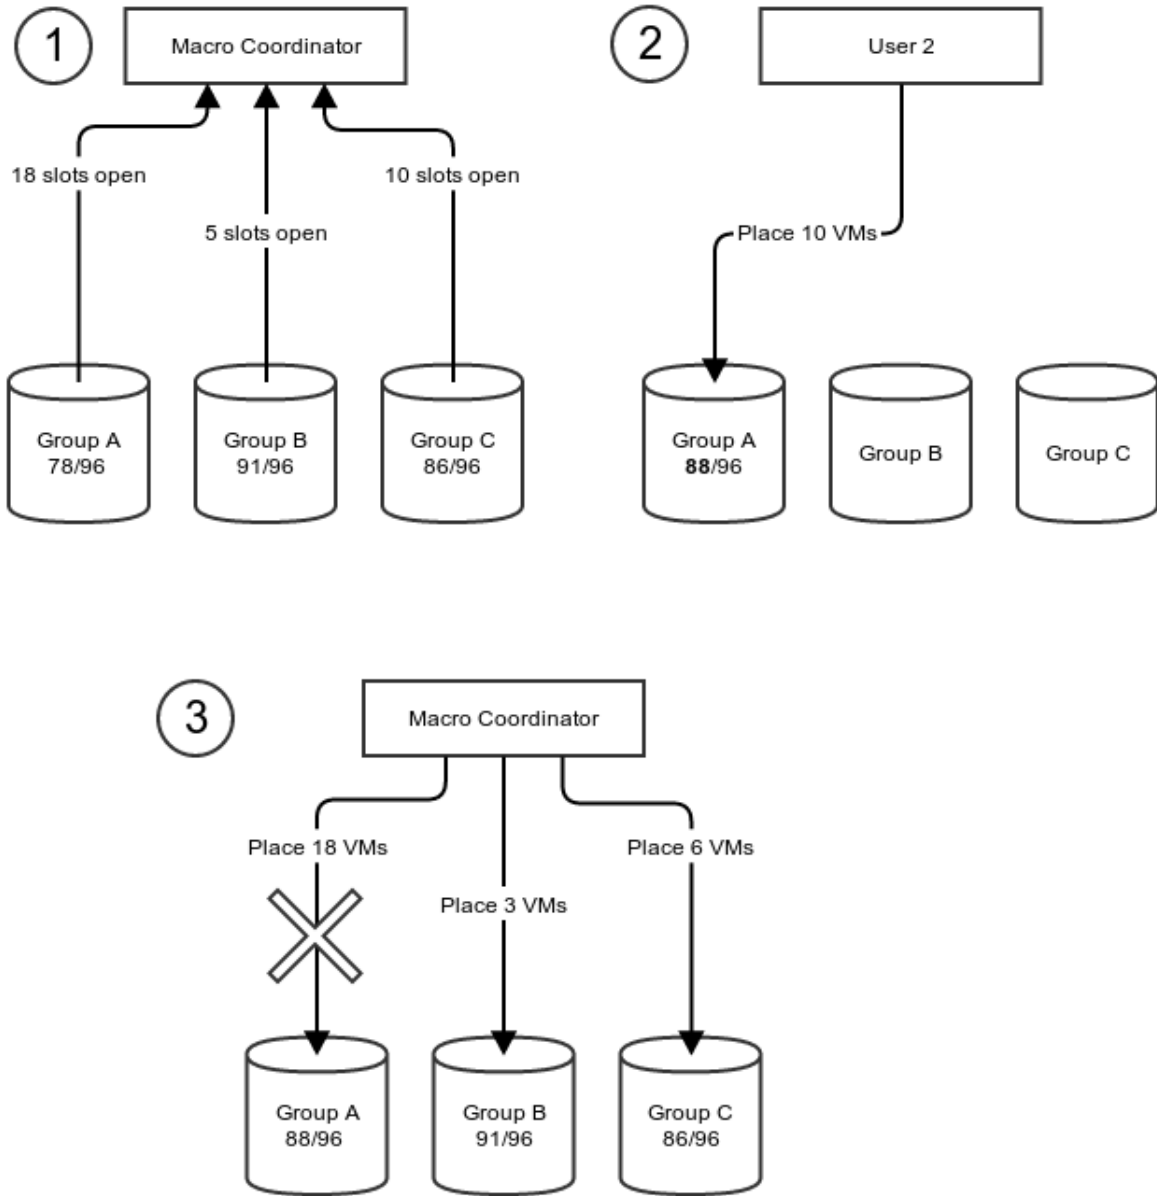 1
Macro Coordinator
18 slots open
5 slots open
10 slots open
Group A
78/96
Group B
91/96
Group C
86/96
2
User 2
Place 10 VMs
Group A
88/96
Group B
Group C
3
Macro Coordinator
Place 18 VMs
Place 3 VMs
Place 6 VMs
Group A
88/96
Group B
91/96
Group C
86/96